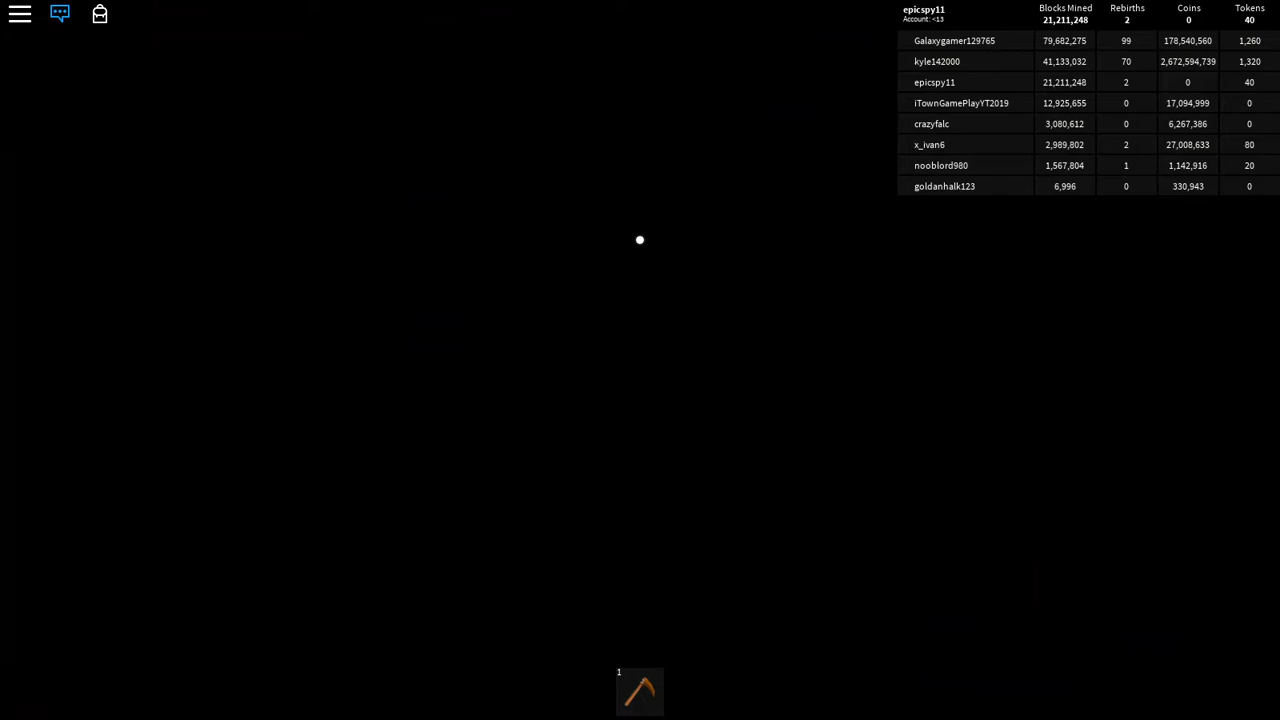 epicspy11 Blocks Mined Rebirths Coins Tokens
Account: <13 21,211,248 2 0 40
Galaxygamer129765 79,682,275 99 178,540,560 1,260
kyle142000 41,133,032 70 2,672,594,739 1,320
epicspy11 21,211,248 2 0 40
iTownGamePlayYT2019 12,925,655 0 17,094,999 0
crazyfalc 3,080,612 0 6,267,386 0
x_ivan6 2,989,802 2 27,008,633 80
nooblord980 1,567,804 1 1,142,916 20
goldanhalk123 6,996 0 330,943 0
1